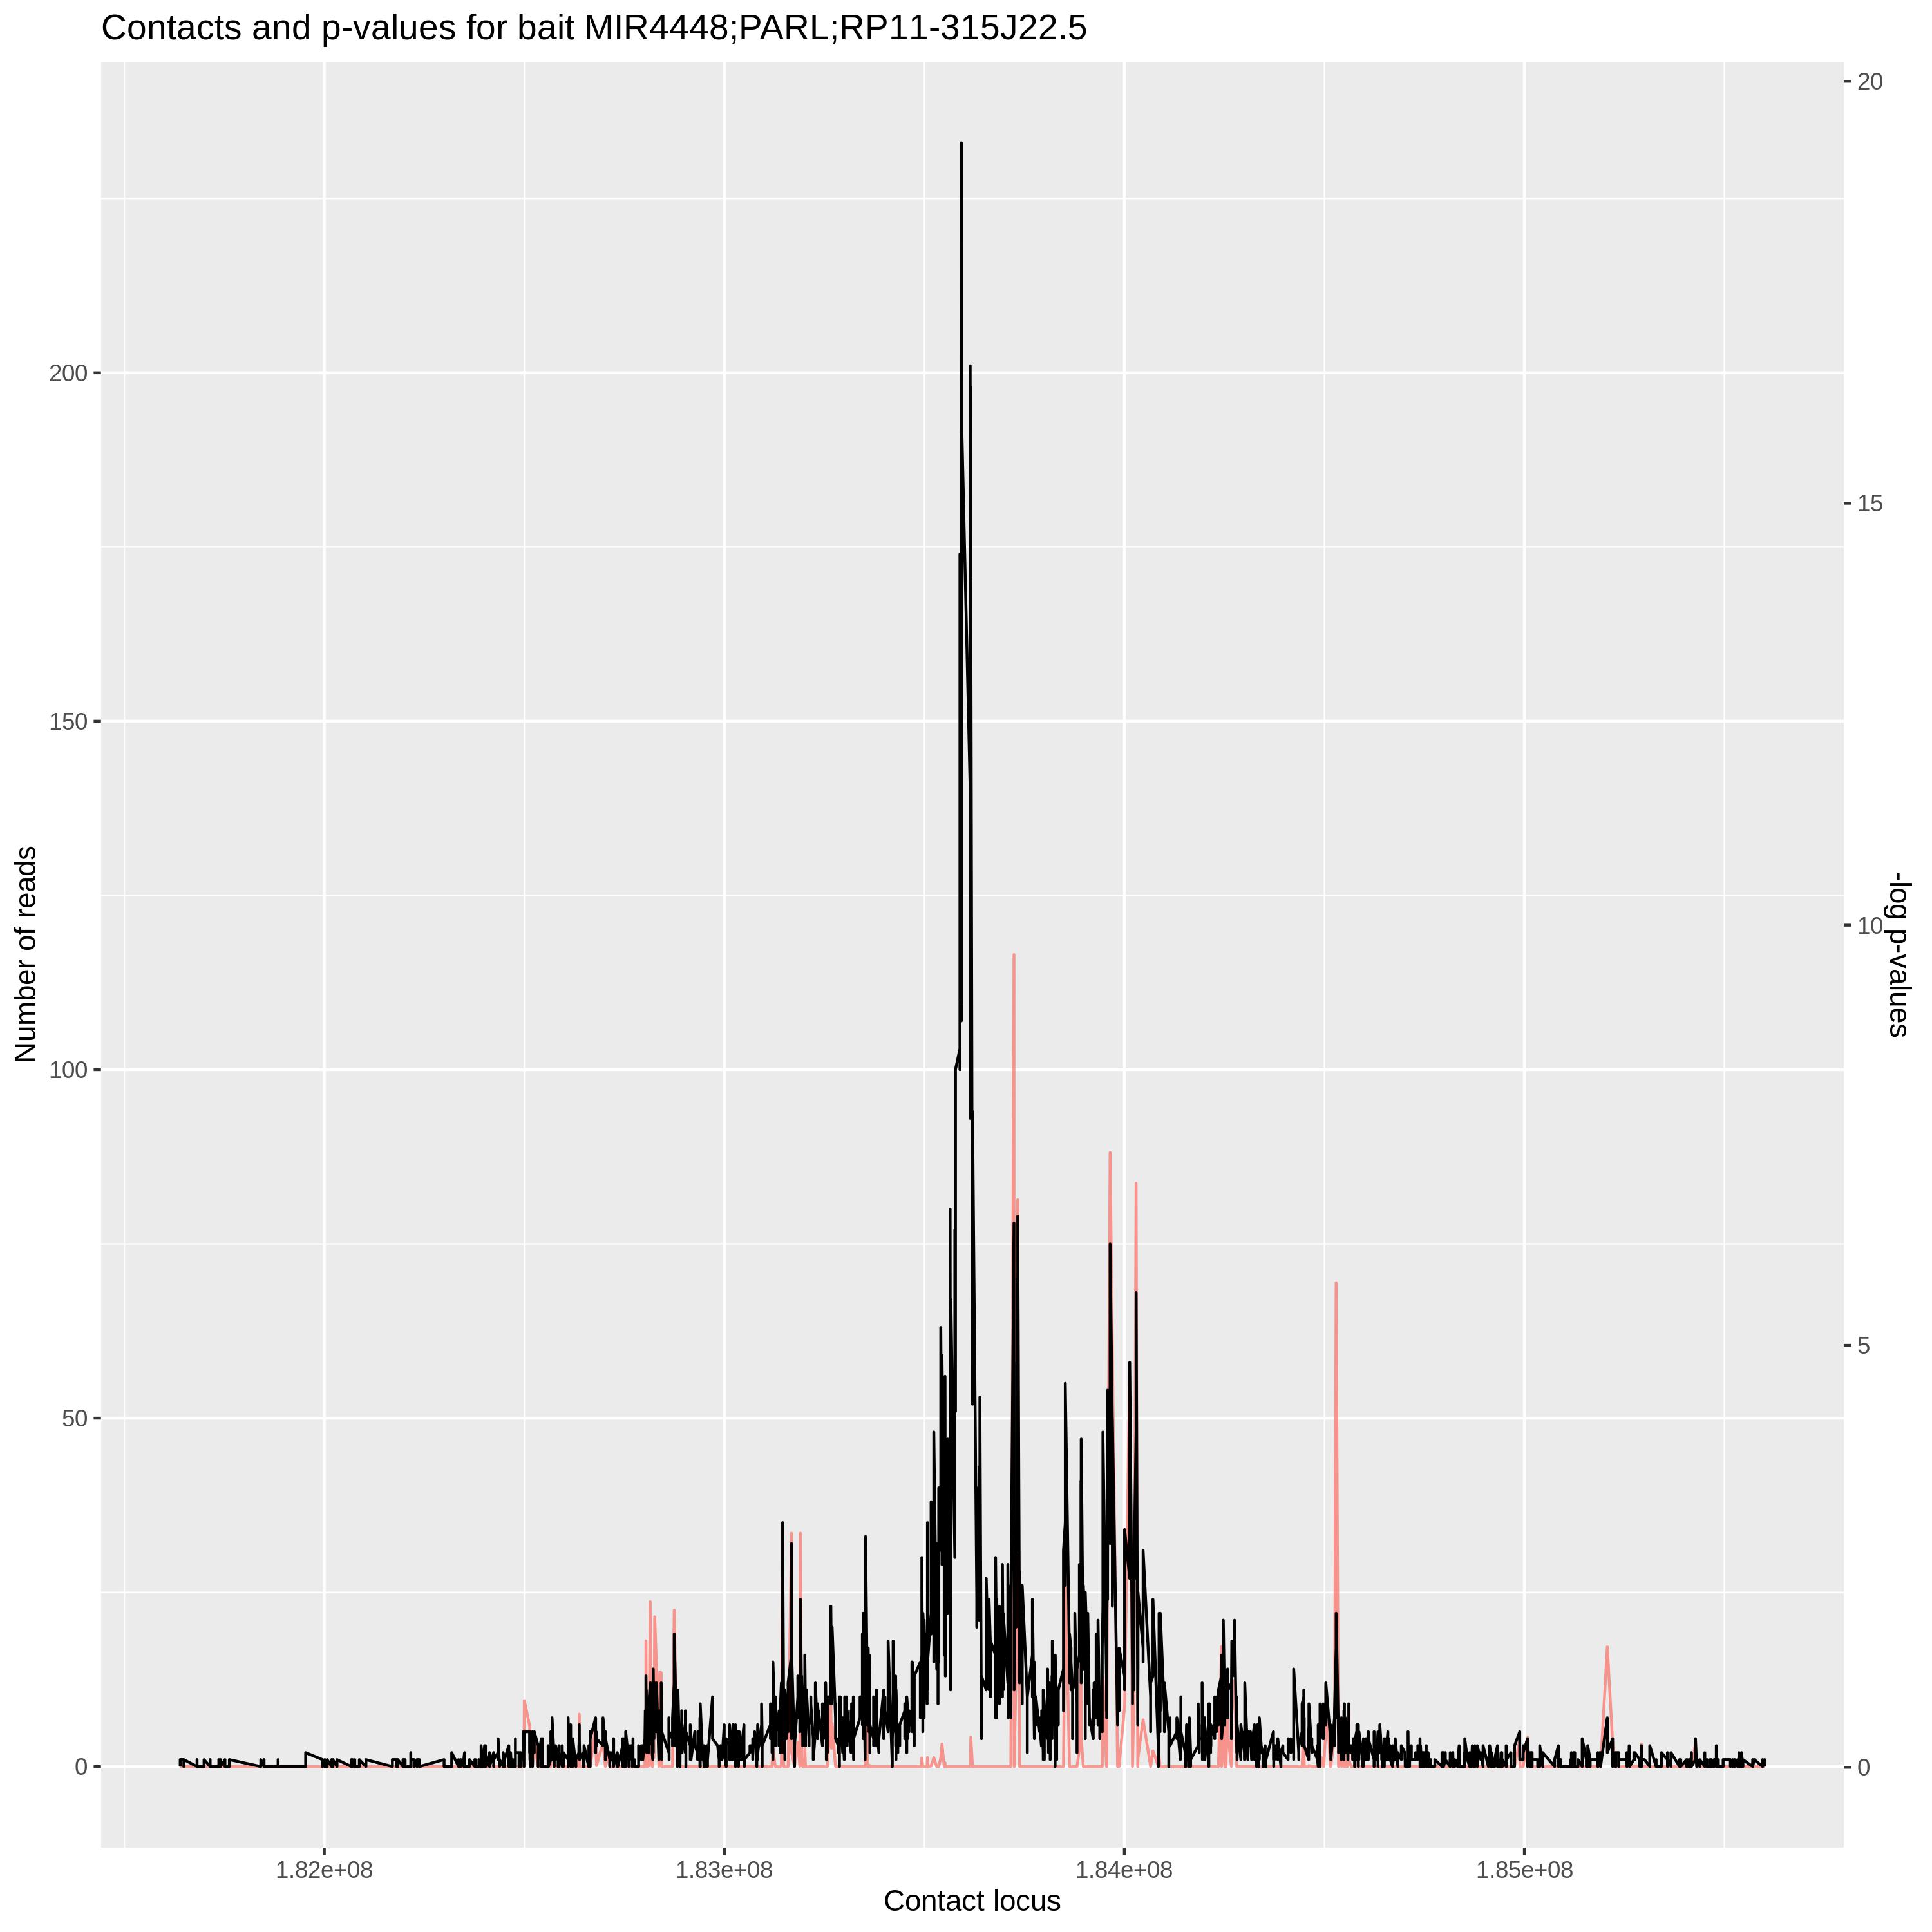 Contacts and p-values for bait MIR4448;PARL;RP11-315J22.5
Number of reads
200
150
100
50
0
20
15
10
5
0
-log p-values
1.82e+08 1.83e+08 1.84e+08 1.85e+08
Contact locus